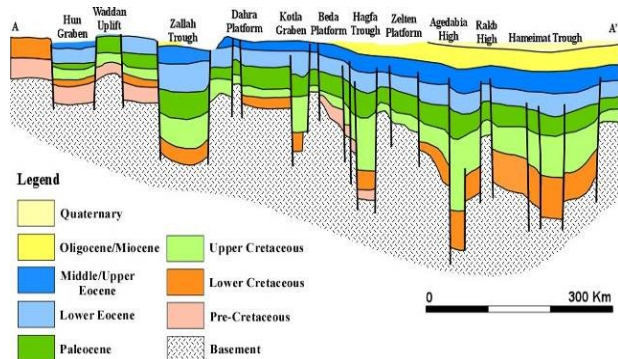 A
Hun
Graben
Waddan
Uplift
Zallah
Trough
Dahra
Platform
Kotla
Graben
Beda
Platform
Hagfa
Trough
Zelten
Platform
Agedabia
High
Rakb
High
Hameimat Trough
A'
Legend
Quaternary
Oligocene/Miocene
Middle/Upper
Eocene
Lower Eocene
Paleocene
Upper Cretaceous
Lower Cretaceous
Pre-Cretaceous
Basement
0 300 Km